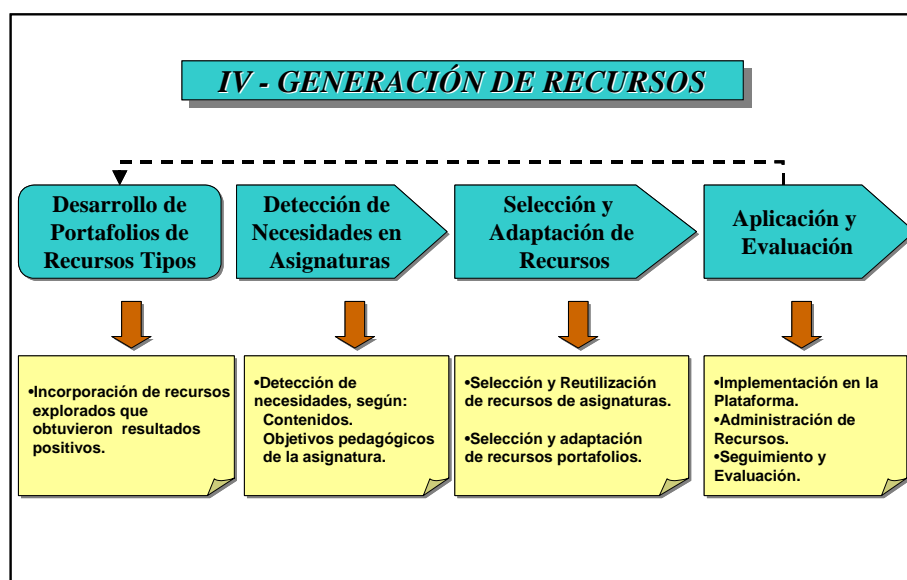 IV - GENERACIÓN DE RECURSOS
Desarrollo de
Portafolios de
Recursos Tipos
Detección de
Necesidades en
Asignaturas
Selección y
Adaptación de
Recursos
Aplicación y
Evaluación
•Incorporación de recursos
explorados que
obtuvieron resultados
positivos.
•Detección de
necesidades, según:
Contenidos.
Objetivos pedagógicos
de la asignatura.
•Selección y Reutilización
de recursos de asignaturas.
•Selección y adaptación
de recursos portafolios.
•Implementación en la
Plataforma.
•Administración de
Recursos.
•Seguimiento y
Evaluación.